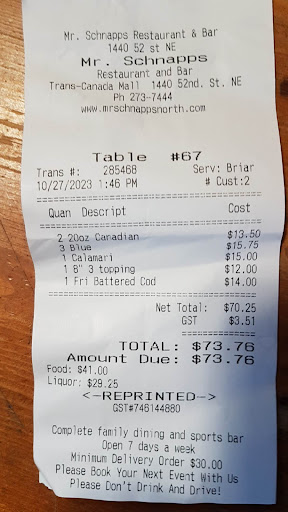 Mr. Schnapps Restaurant & Bar
1440 52 st NE
Mr. Schnapps
Restaurant and Bar
Trans-Canada Mall 1440 52nd. St. NE
Ph 273-7444
www.mrschnappsnorth.com
Table #67
Trans #: 285468 Serv: Briar
10/27/2023 1:46 PM # Cust:2
Quan Descript Cost
2 20oz Canadian $13.50
3 Blue $15.75
1 Calamari $15.00
1 8" 3 topping $12.00
1 Fri Battered Cod $14.00
Net Total: $70.25
GST $3.51
TOTAL: $73.76
Amount Due: $73.76
Food: $41.00
Liquor: $29.25
<-REPRINTED->
GST#746144880
Complete family dining and sports bar
Open 7 days a week
Minimum Delivery Order $30.00
Please Book Your Next Event With Us
Please Don't Drink And Drive!